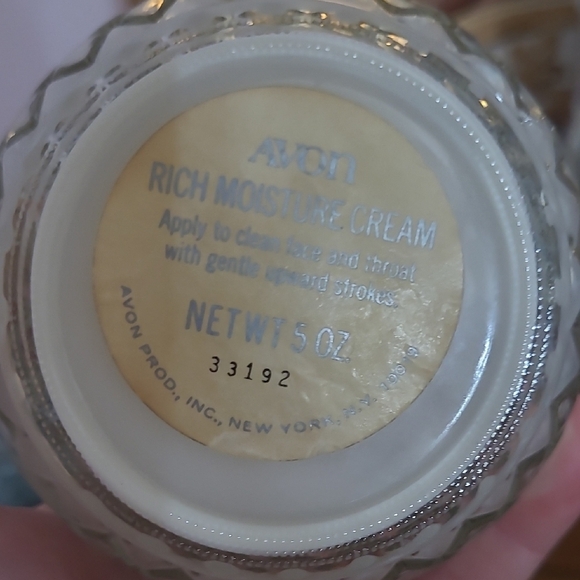 AVON
RICH MOISTURE CREAM
Apply to clean face and throat
with gentle upward strokes.
NET WT 5 OZ.
33192
AVON PROD., INC., NEW YORK, N.Y. 10019